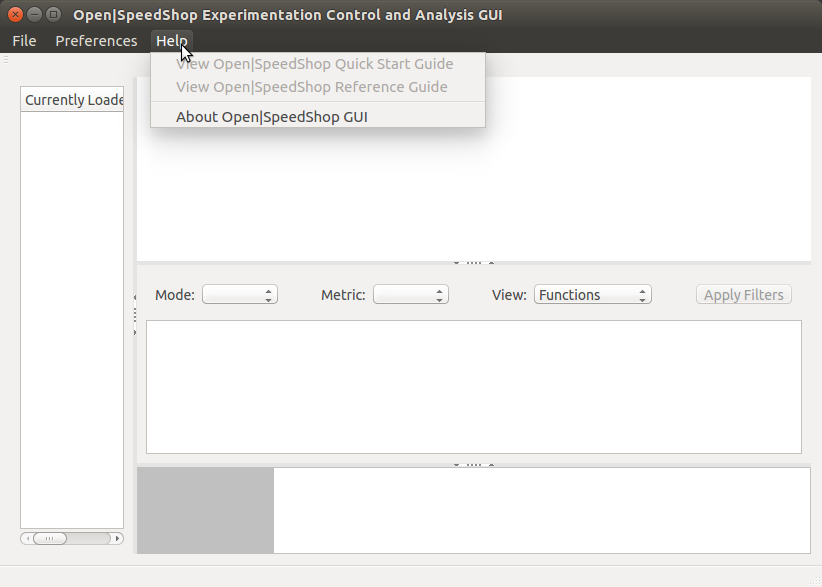 Open|SpeedShop Experimentation Control and Analysis GUI
File Preferences Help
View Open|SpeedShop Quick Start Guide
View Open|SpeedShop Reference Guide
About Open|SpeedShop GUI
Currently Loade
Mode: Metric: View: Functions Apply Filters